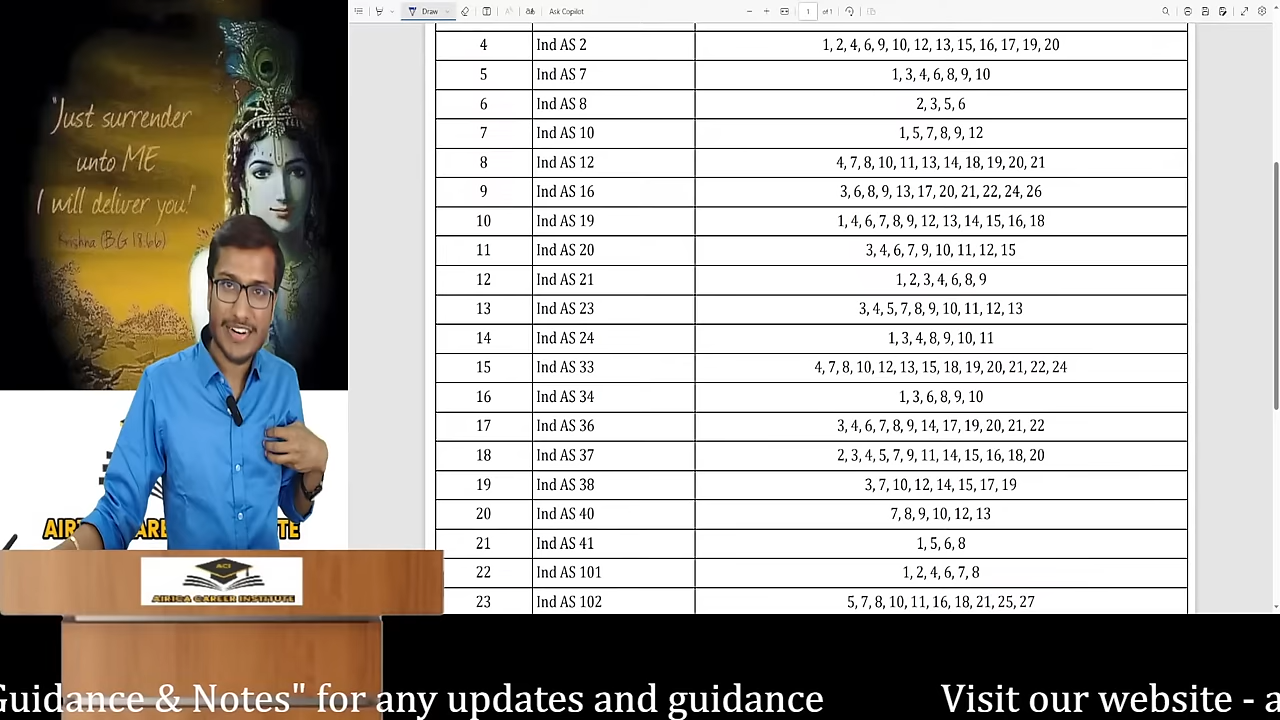 Draw
Ask Copilot
1
of 1
"Just surrender
unto ME
I will deliver you!"
Krishna (BG 18:66)
4 Ind AS 2 1, 2, 4, 6, 9, 10, 12, 13, 15, 16, 17, 19, 20
5 Ind AS 7 1, 3, 4, 6, 8, 9, 10
6 Ind AS 8 2, 3, 5, 6
7 Ind AS 10 1, 5, 7, 8, 9, 12
8 Ind AS 12 4, 7, 8, 10, 11, 13, 14, 18, 19, 20, 21
9 Ind AS 16 3, 6, 8, 9, 13, 17, 20, 21, 22, 24, 26
10 Ind AS 19 1, 4, 6, 7, 8, 9, 12, 13, 14, 15, 16, 18
11 Ind AS 20 3, 4, 6, 7, 9, 10, 11, 12, 15
12 Ind AS 21 1, 2, 3, 4, 6, 8, 9
13 Ind AS 23 3, 4, 5, 7, 8, 9, 10, 11, 12, 13
14 Ind AS 24 1, 3, 4, 8, 9, 10, 11
15 Ind AS 33 4, 7, 8, 10, 12, 13, 15, 18, 19, 20, 21, 22, 24
16 Ind AS 34 1, 3, 6, 8, 9, 10
17 Ind AS 36 3, 4, 6, 7, 8, 9, 14, 17, 19, 20, 21, 22
18 Ind AS 37 2, 3, 4, 5, 7, 9, 11, 14, 15, 16, 18, 20
19 Ind AS 38 3, 7, 10, 12, 14, 15, 17, 19
20 Ind AS 40 7, 8, 9, 10, 12, 13
21 Ind AS 41 1, 5, 6, 8
22 Ind AS 101 1, 2, 4, 6, 7, 8
23 Ind AS 102 5, 7, 8, 10, 11, 16, 18, 21, 25, 27
ACI
AIRICA CAREER INSTITUTE
Guidance & Notes" for any updates and guidance
Visit our website - a